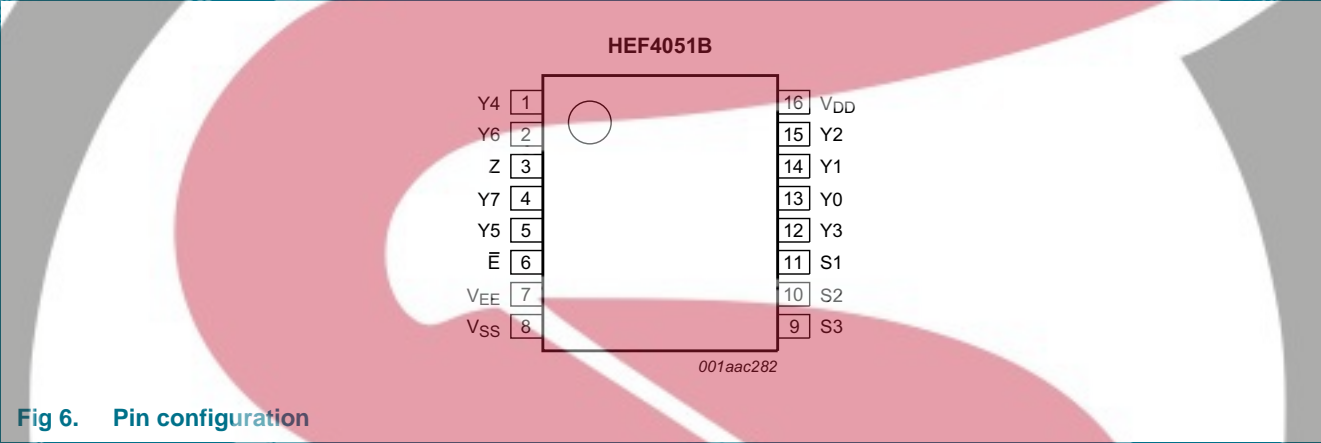 HEF4051B
Y4 1 16 VDD
Y6 2 15 Y2
Z 3 14 Y1
Y7 4 13 Y0
Y5 5 12 Y3
E̅ 6 11 S1
VEE 7 10 S2
VSS 8 9 S3
001aac282
Fig 6. Pin configuration